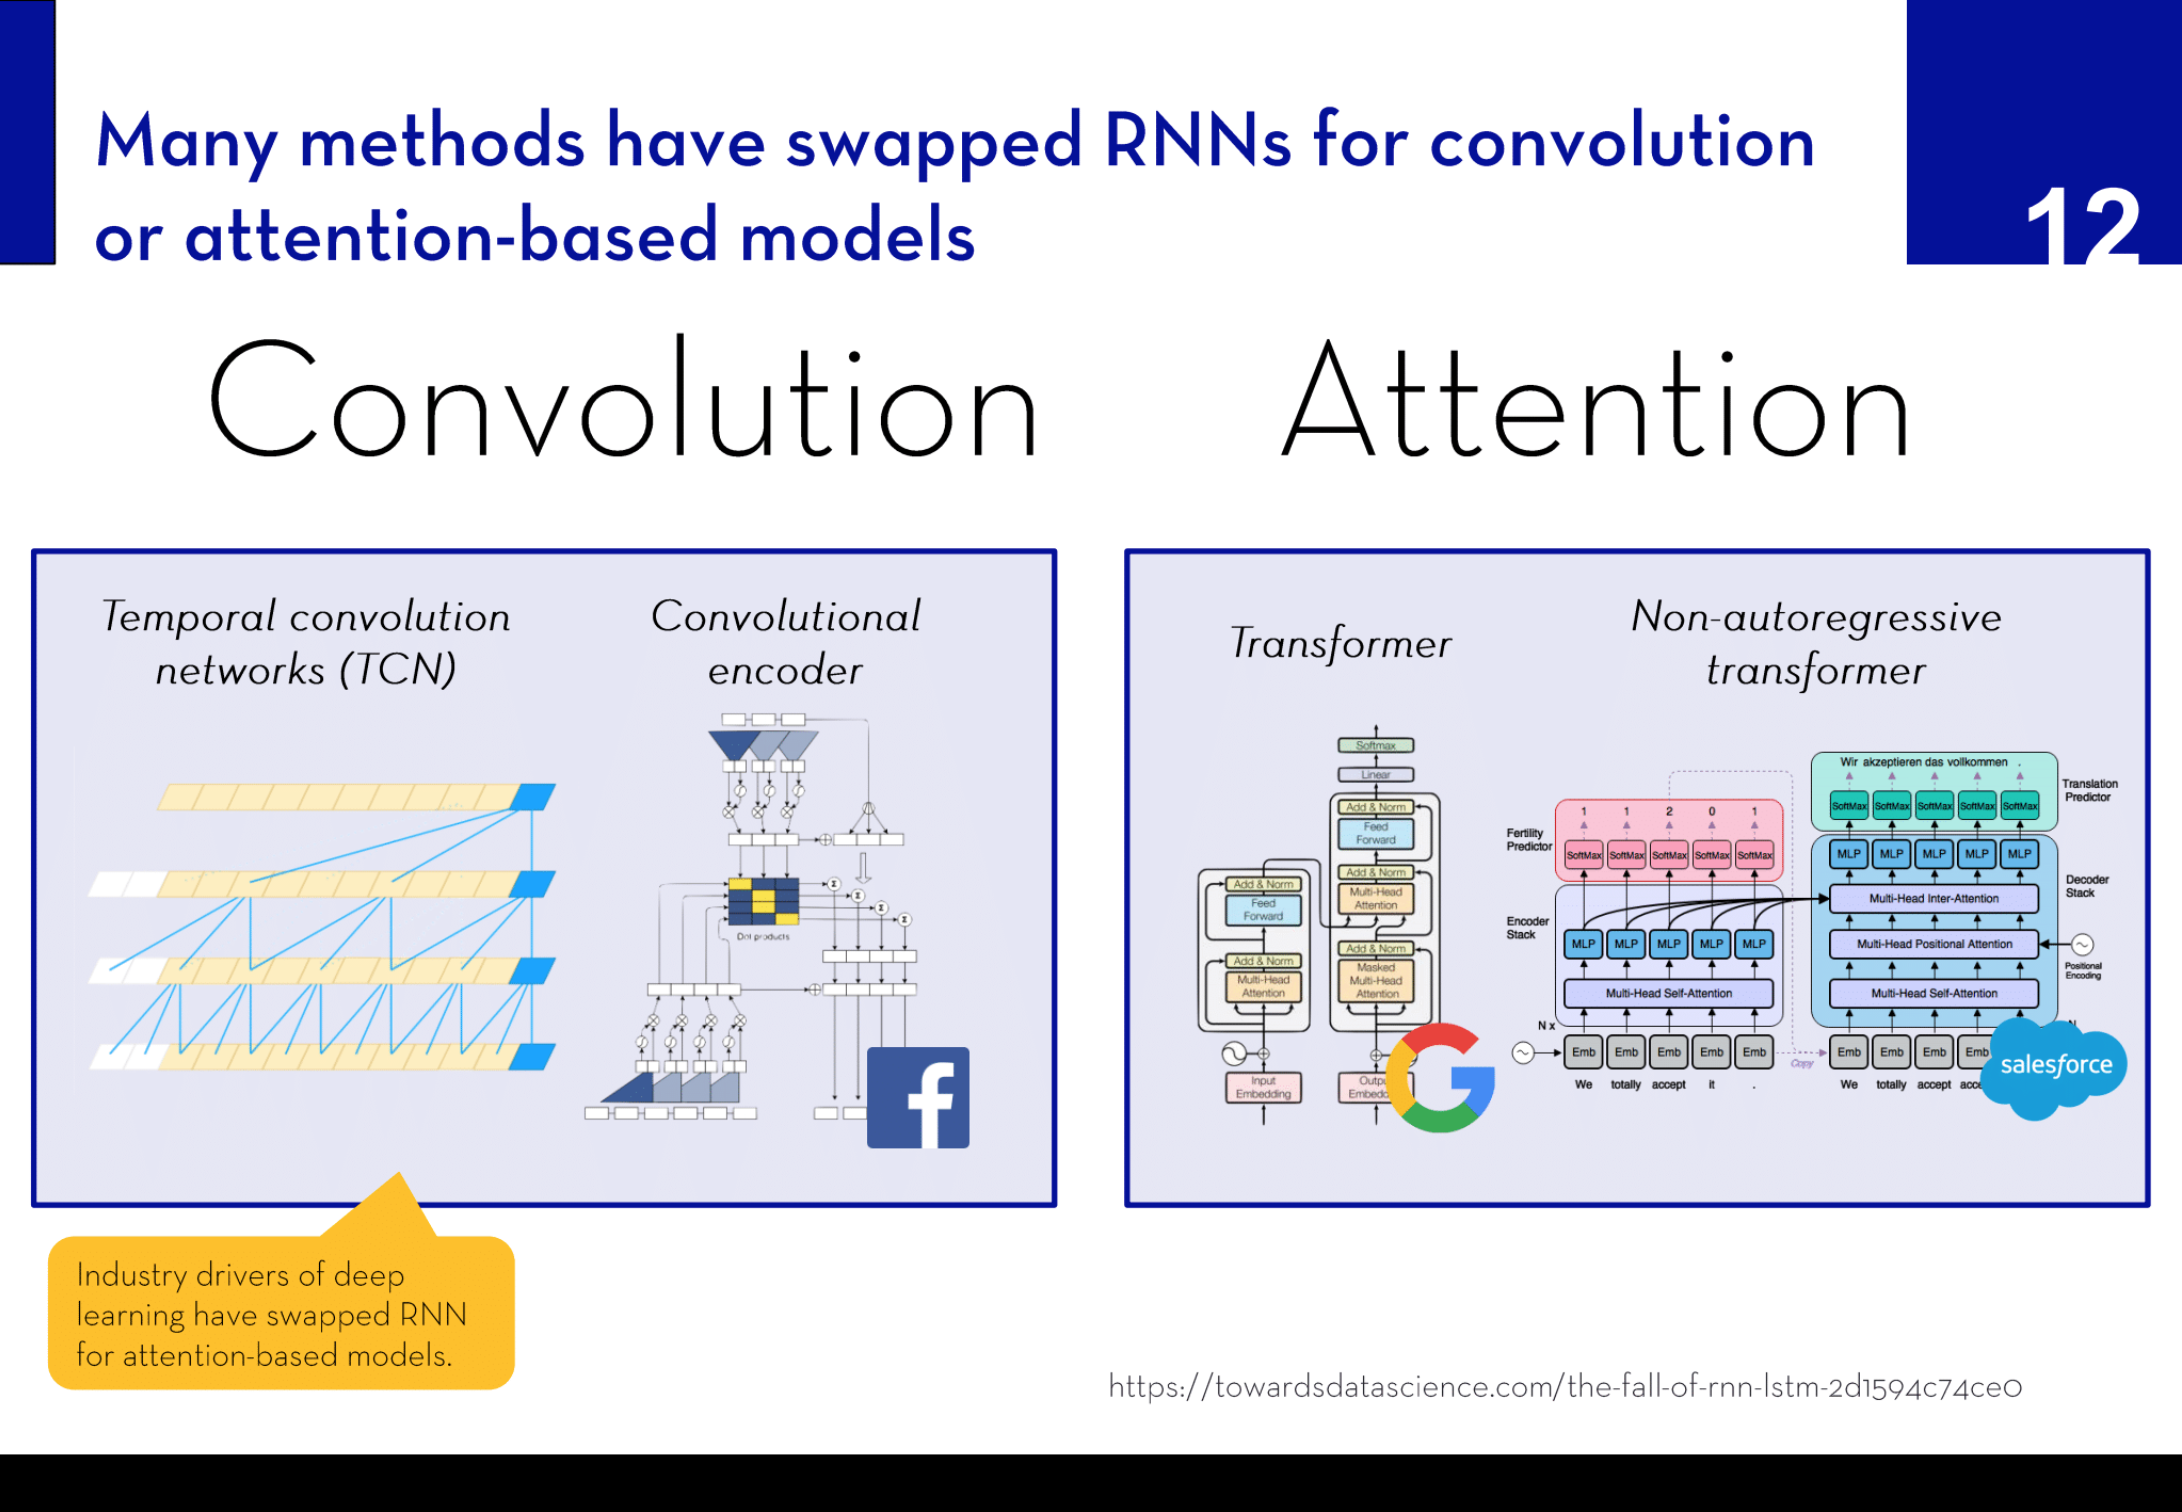 Many methods have swapped RNNs for convolution
or attention-based models
12
Convolution
Attention
Temporal convolution
networks (TCN)
Convolutional
encoder
Dot products
f
Transformer
Softmax
Linear
Add & Norm
Feed
Forward
Add & Norm
Multi-Head
Attention
Add & Norm
Masked
Multi-Head
Attention
Add & Norm
Feed
Forward
Add & Norm
Multi-Head
Attention
Input
Embedding
G
Non-autoregressive
transformer
Wir akzeptieren das vollkommen .
Translation
Predictor
SoftMax SoftMax SoftMax SoftMax SoftMax
1 1 2 0 1
Fertility
Predictor
SoftMax SoftMax SoftMax SoftMax SoftMax
MLP MLP MLP MLP MLP
Decoder
Stack
Multi-Head Inter-Attention
Encoder
Stack
MLP MLP MLP MLP MLP
Multi-Head Positional Attention
Positional
Encoding
Multi-Head Self-Attention
Multi-Head Self-Attention
N x
Emb Emb Emb Emb Emb
Copy
Emb Emb Emb Emb
We totally accept it .
We totally accept
salesforce
Industry drivers of deep
learning have swapped RNN
for attention-based models.
https://towardsdatascience.com/the-fall-of-rnn-lstm-2d1594c74ce0